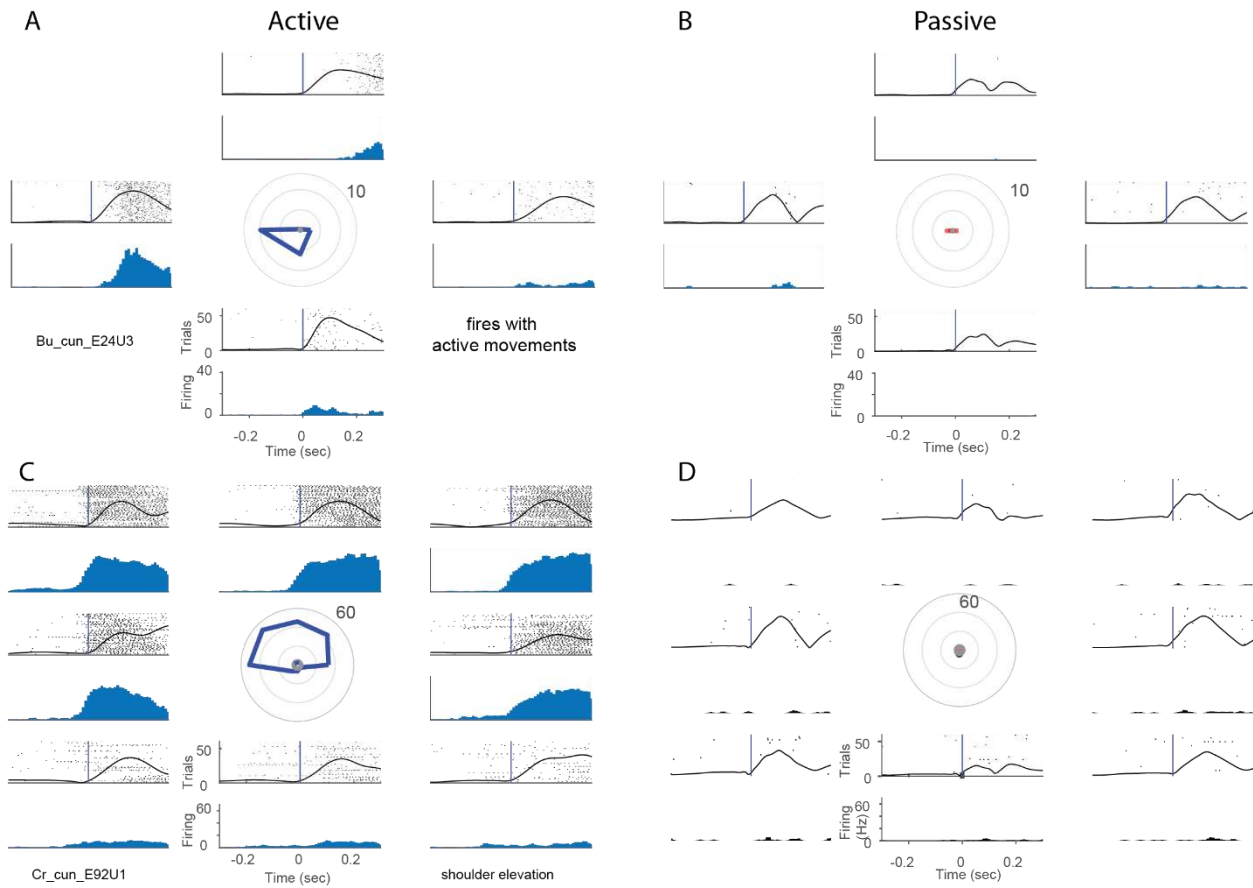 A
Active
B
Passive
10
10
Bu_cun_E24U3
Trials
50
0
fires with
active movements
Firing
40
20
0
-0.2
0
0.2
Time (sec)
Trials
50
0
Firing
40
20
0
-0.2
0
0.2
Time (sec)
C
D
60
60
Trials
50
0
Firing
60
0
-0.2
0
0.2
Time (sec)
Cr_cun_E92U1
shoulder elevation
Trials
50
0
Firing
(Hz)
60
0
-0.2
0
0.2
Time (sec)